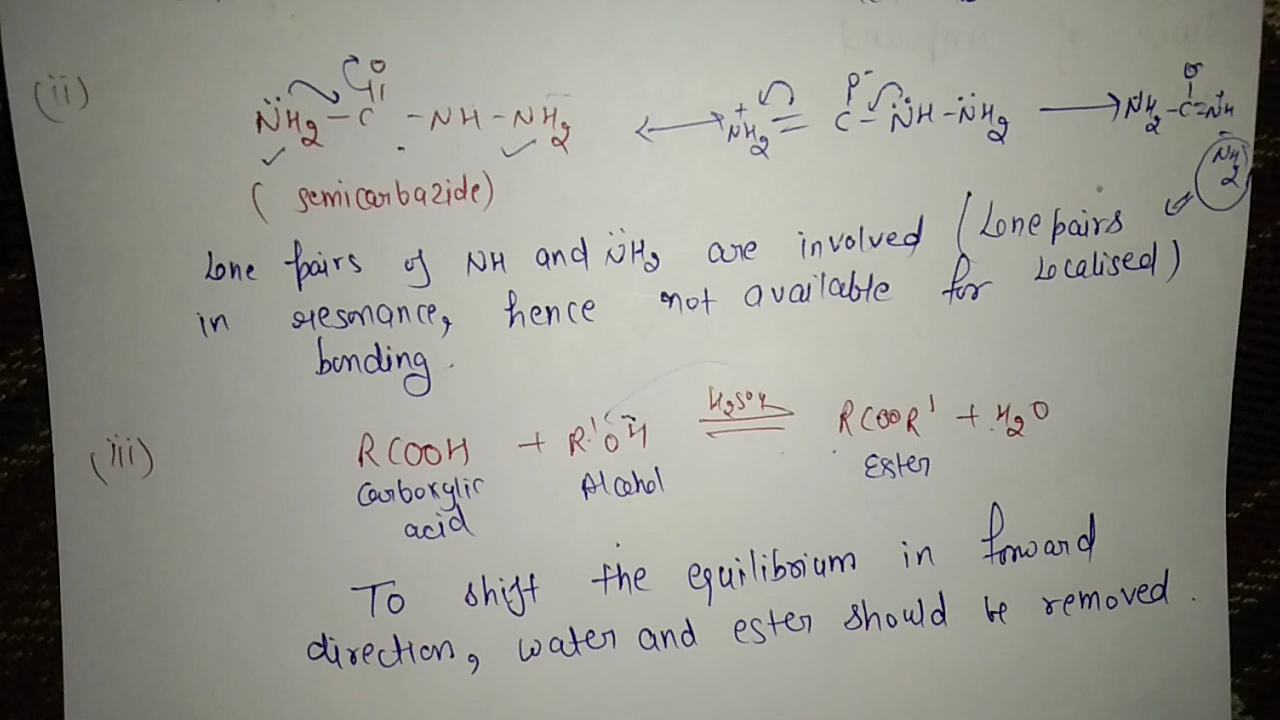 (ii) NH2 - C - NH - NH2 ⟷ NH2 = C - NH - NH2 ⟶ NH2 - C = NH
O
O-
NH2
(semicarbazide)
Lone pairs of NH and NH2 are involved (Lone pairs
in resonance, hence not available for Localised)
bonding.
(iii) RCOOH + R'OH ⇌ RCOOR' + H2O
H2SO4
Carboxylic Alcohol Ester
acid
To shift the equilibrium in forward
direction, water and ester should be removed.